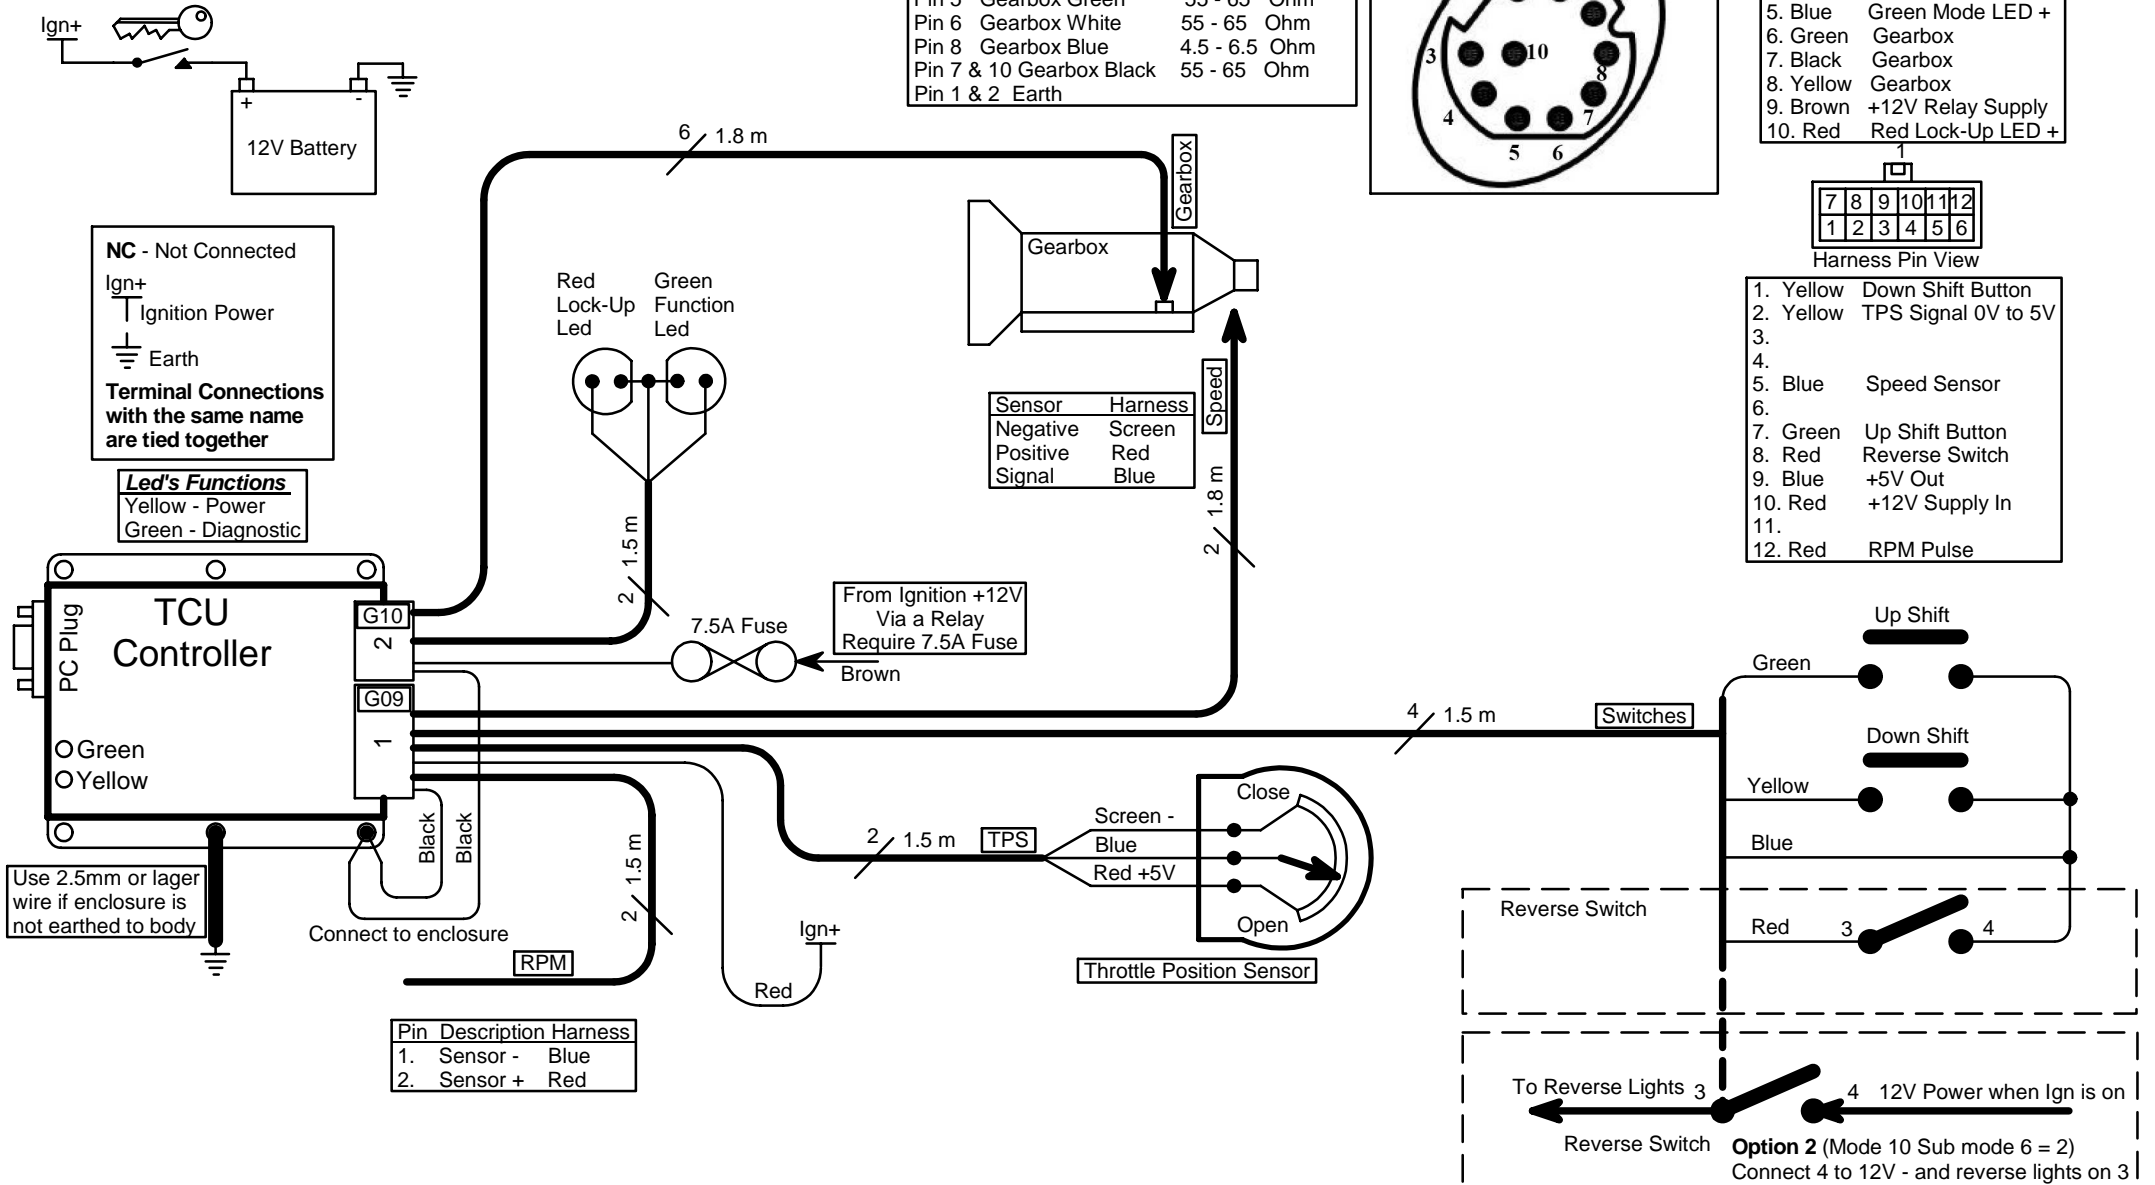 Ign+
+ -
12V Battery
Pin 5 Gearbox Green 55 - 65 Ohm
Pin 6 Gearbox White 55 - 65 Ohm
Pin 8 Gearbox Blue 4.5 - 6.5 Ohm
Pin 7 & 10 Gearbox Black 55 - 65 Ohm
Pin 1 & 2 Earth
3
10
8
4
7
5 6
5. Blue Green Mode LED +
6. Green Gearbox
7. Black Gearbox
8. Yellow Gearbox
9. Brown +12V Relay Supply
10. Red Red Lock-Up LED +
1
7 8 9 10 11 12
1 2 3 4 5 6
Harness Pin View
1. Yellow Down Shift Button
2. Yellow TPS Signal 0V to 5V
3.
4.
5. Blue Speed Sensor
6.
7. Green Up Shift Button
8. Red Reverse Switch
9. Blue +5V Out
10. Red +12V Supply In
11.
12. Red RPM Pulse
NC - Not Connected
Ign+
Ignition Power
Earth
Terminal Connections
with the same name
are tied together
Led's Functions
Yellow - Power
Green - Diagnostic
6 1.8 m
Gearbox
Gearbox
Red
Lock-Up
Led
Green
Function
Led
2 1.5 m
Sensor Harness
Negative Screen
Positive Red
Signal Blue
Speed
2 1.8 m
TCU
Controller
PC Plug
G10
2
G09
1
Green
Yellow
7.5A Fuse
From Ignition +12V
Via a Relay
Require 7.5A Fuse
Brown
Black
Black
Use 2.5mm or lager
wire if enclosure is
not earthed to body
Connect to enclosure
2 1.5 m
RPM
Pin Description Harness
1. Sensor - Blue
2. Sensor + Red
Ign+
Red
2 1.5 m
TPS
Screen -
Blue
Red +5V
Close
Open
Throttle Position Sensor
4 1.5 m
Switches
Up Shift
Green
Down Shift
Yellow
Blue
Reverse Switch
Red 3 4
To Reverse Lights 3 4 12V Power when Ign is on
Reverse Switch
Option 2 (Mode 10 Sub mode 6 = 2)
Connect 4 to 12V - and reverse lights on 3